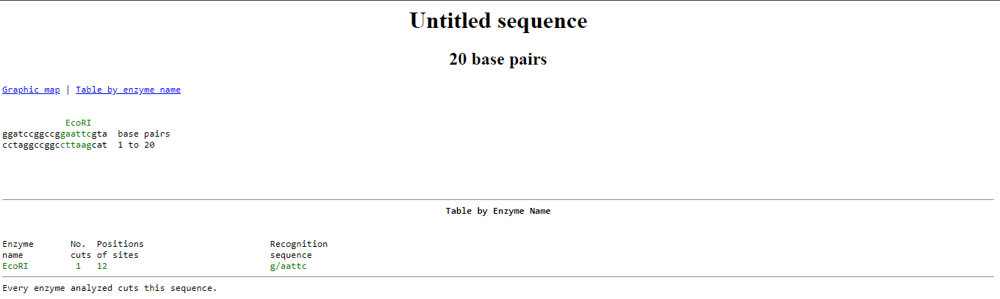 Untitled sequence
20 base pairs
Graphic map | Table by enzyme name
EcoRI
ggatccggccggaattcgta base pairs
cctaggccggccttaagcat 1 to 20
Table by Enzyme Name
Enzyme No. Positions Recognition
name cuts of sites sequence
EcoRI 1 12 g/aattc
Every enzyme analyzed cuts this sequence.